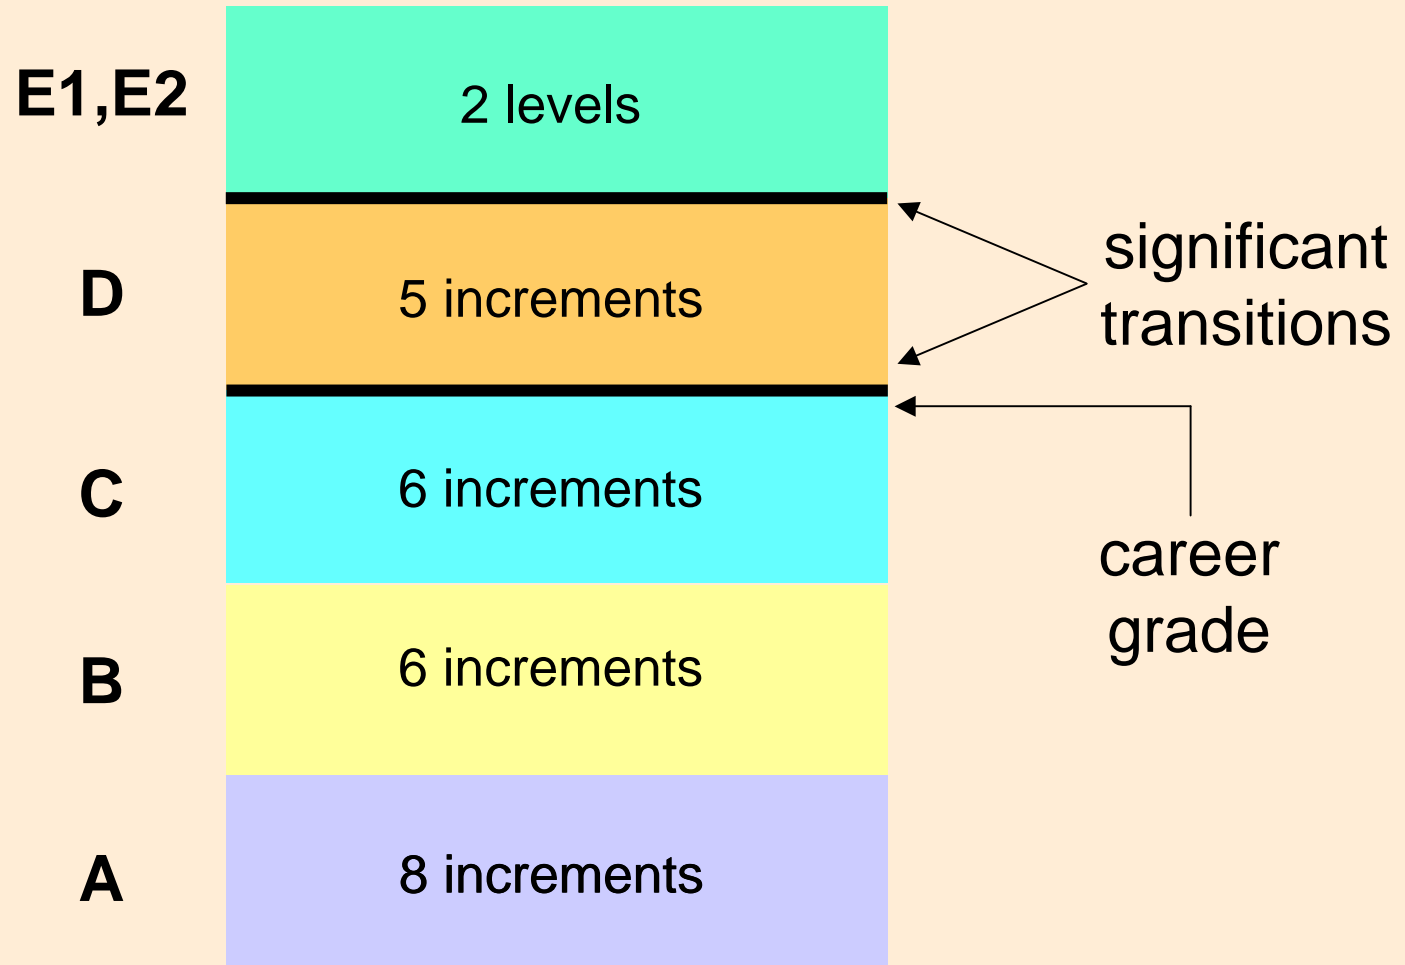 E1,E2
2 levels
D
5 increments
significant
transitions
C
6 increments
career
grade
B
6 increments
A
8 increments